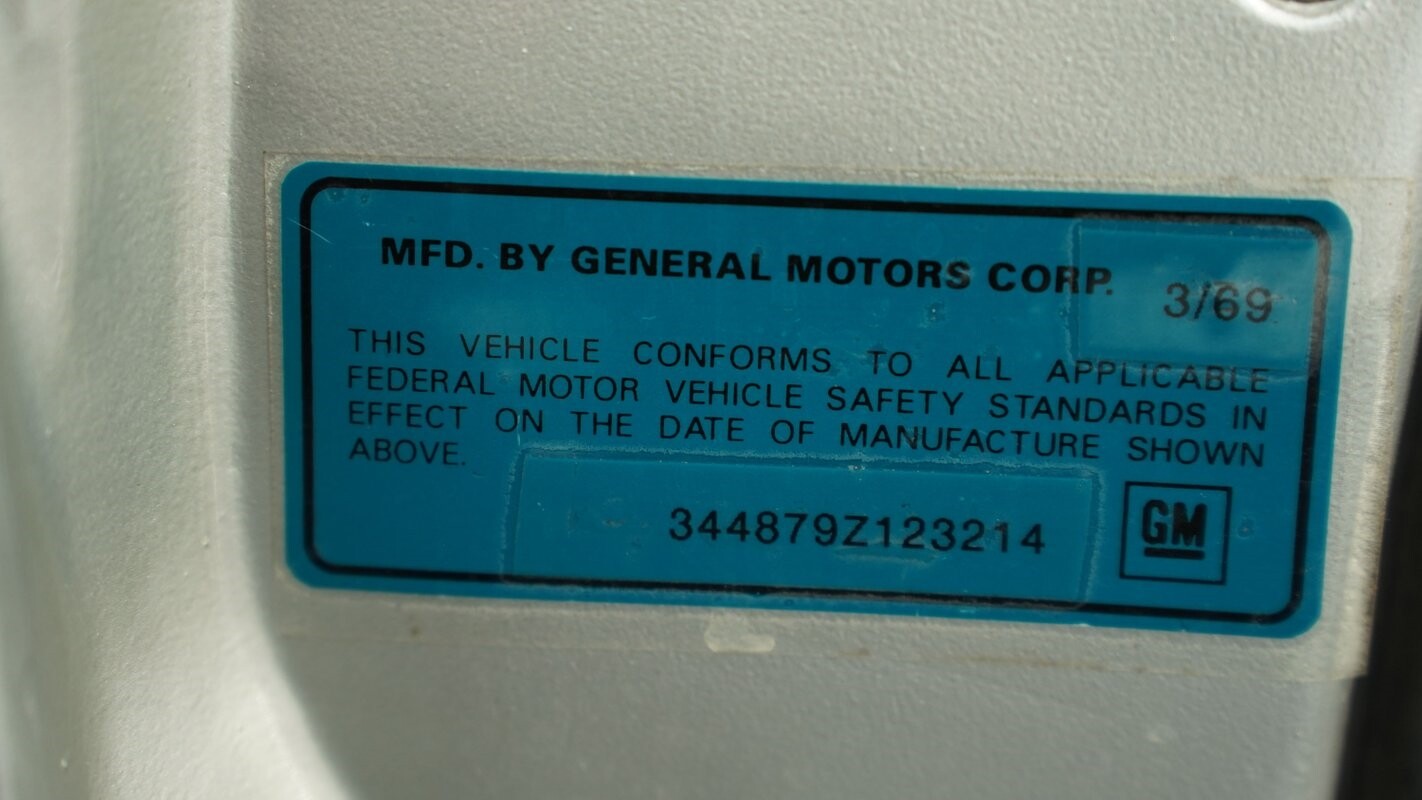 MFD. BY GENERAL MOTORS CORP.
3/69
THIS VEHICLE CONFORMS TO ALL APPLICABLE
FEDERAL MOTOR VEHICLE SAFETY STANDARDS IN
EFFECT ON THE DATE OF MANUFACTURE SHOWN
ABOVE.
344879Z123214
GM